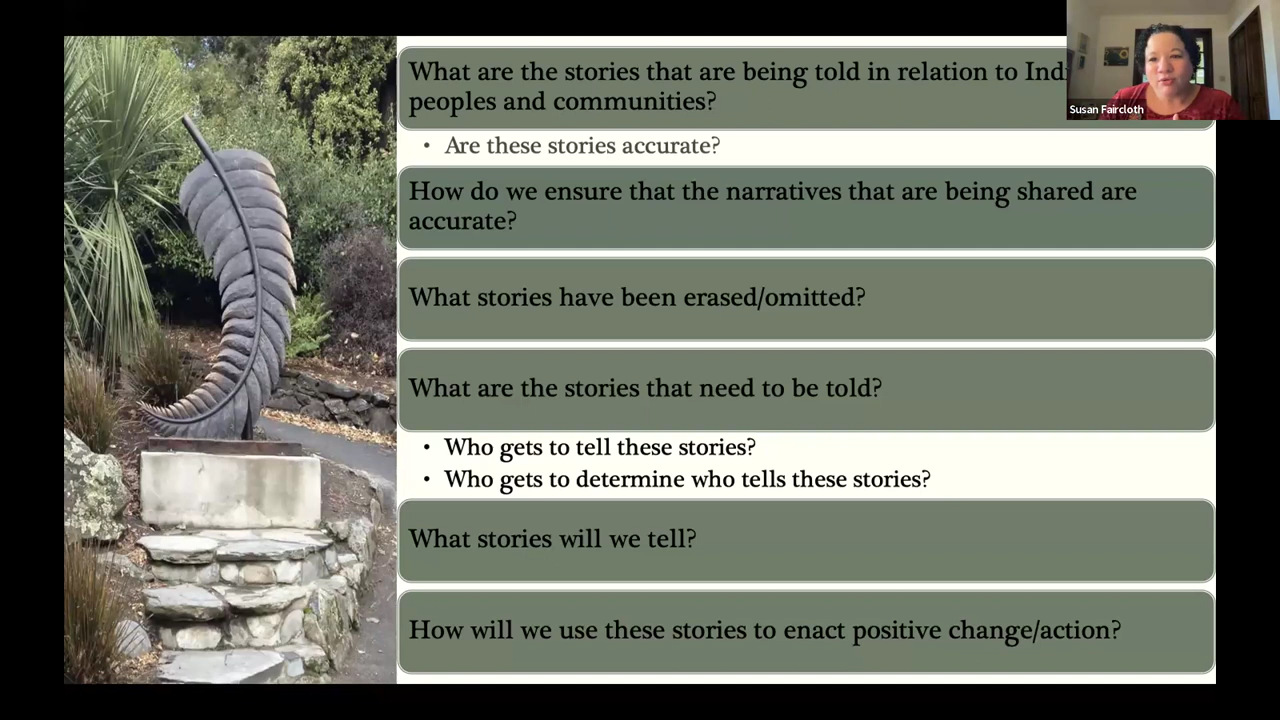 What are the stories that are being told in relation to
peoples and communities?
Susan Faircloth
• Are these stories accurate?
How do we ensure that the narratives that are being shared are
accurate?
What stories have been erased/omitted?
What are the stories that need to be told?
• Who gets to tell these stories?
• Who gets to determine who tells these stories?
What stories will we tell?
How will we use these stories to enact positive change/action?